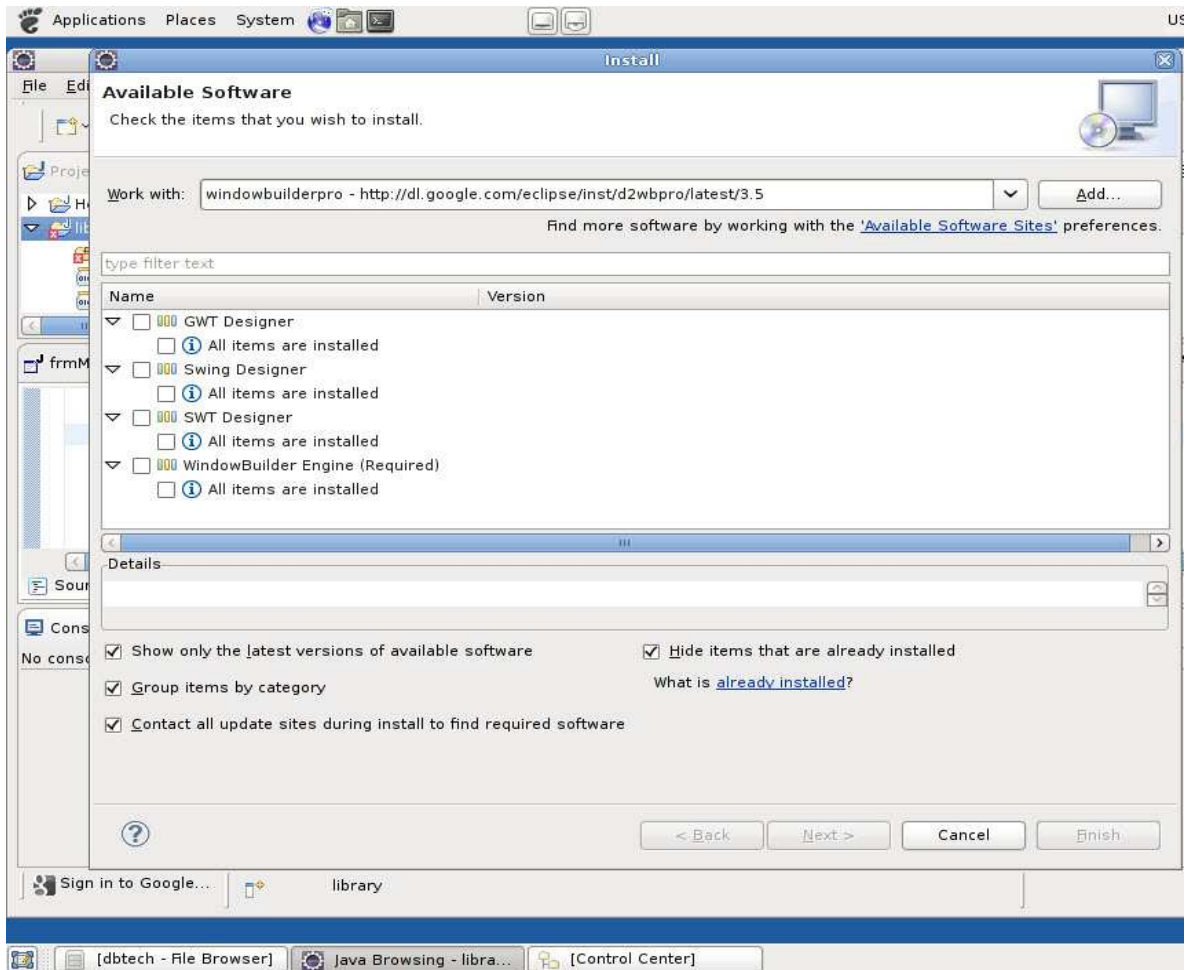 Applications Places System US
Install
File Edi
Available Software
Check the items that you wish to install.
Proje
Work with: windowbuilderpro - http://dl.google.com/eclipse/inst/d2wbpro/latest/3.5 Add...
H
Find more software by working with the 'Available Software Sites' preferences.
lib
type filter text
Name Version
GWT Designer
All items are installed
frmM
Swing Designer
All items are installed
SWT Designer
All items are installed
WindowBuilder Engine (Required)
All items are installed
Details
Sour
Cons
No conso
Show only the latest versions of available software
Hide items that are already installed
Group items by category
What is already installed?
Contact all update sites during install to find required software
< Back Next > Cancel Finish
Sign in to Google... library
[dbtech - File Browser] Java Browsing - libra... [Control Center]